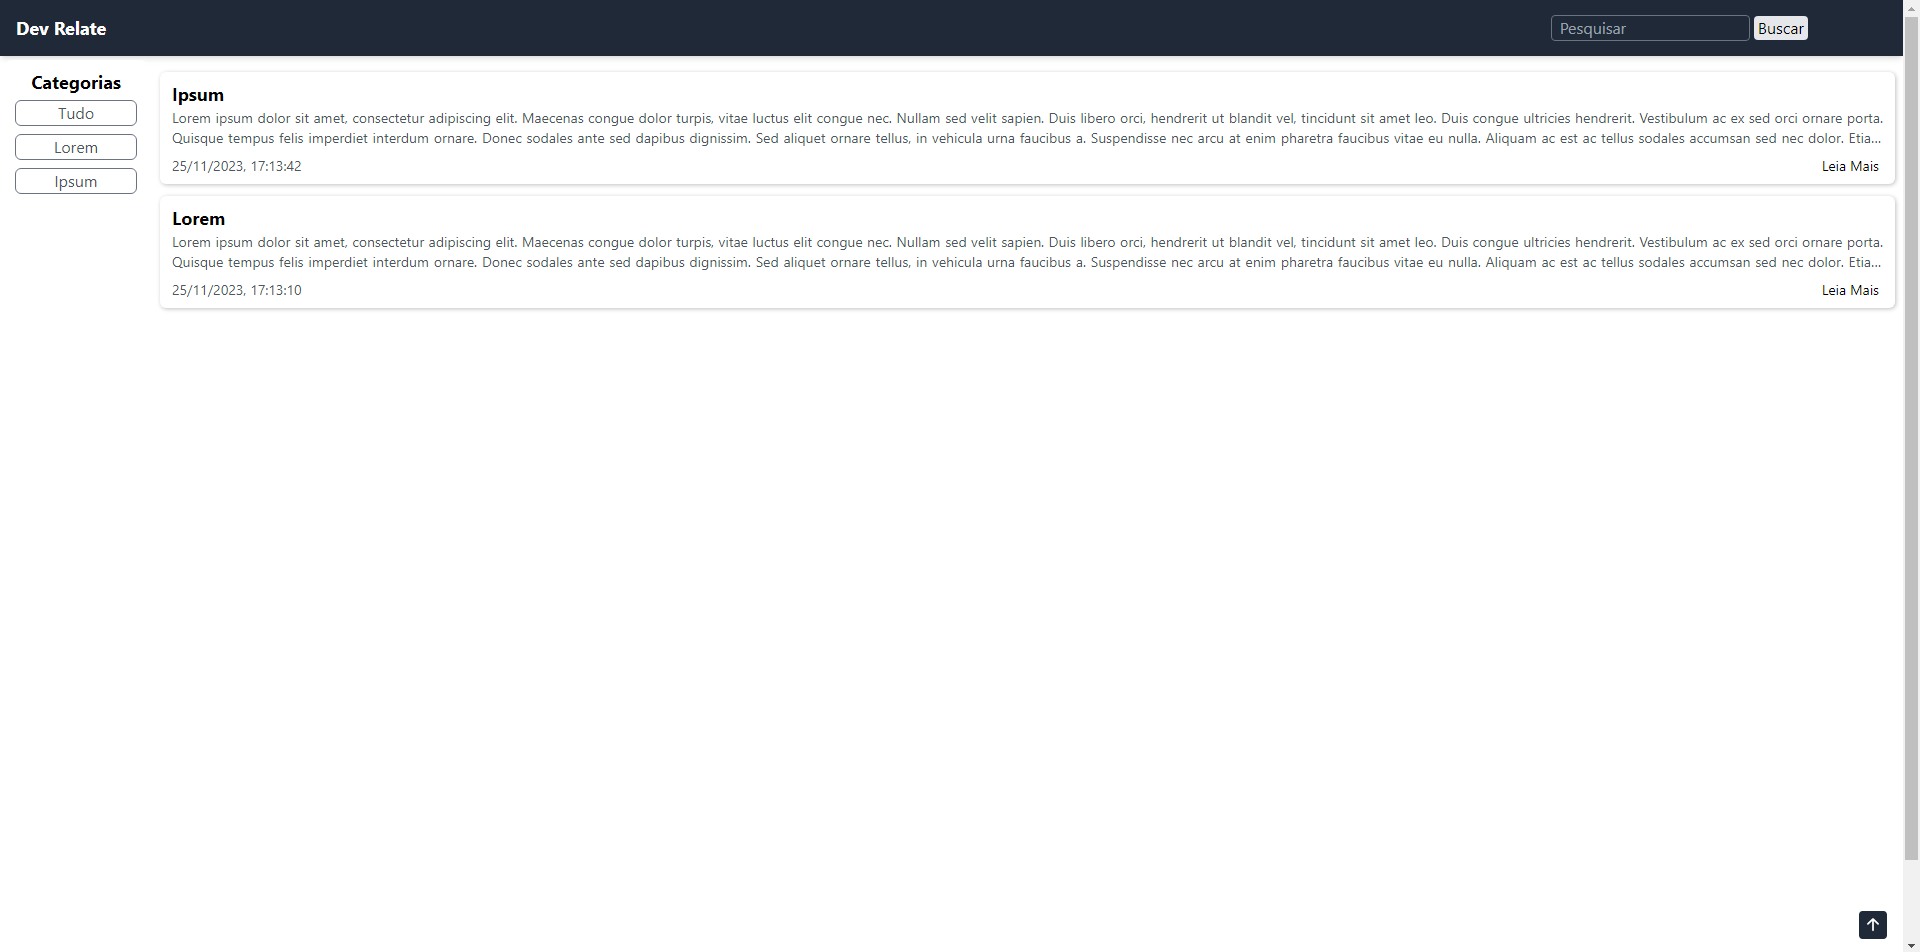 Dev Relate
Pesquisar
Buscar
Categorias
Tudo
Lorem
Ipsum
Ipsum
Lorem ipsum dolor sit amet, consectetur adipiscing elit. Maecenas congue dolor turpis, vitae luctus elit congue nec. Nullam sed velit sapien. Duis libero orci, hendrerit ut blandit vel, tincidunt sit amet leo. Duis congue ultricies hendrerit. Vestibulum ac ex sed orci ornare porta.
Quisque tempus felis imperdiet interdum ornare. Donec sodales ante sed dapibus dignissim. Sed aliquet ornare tellus, in vehicula urna faucibus a. Suspendisse nec arcu at enim pharetra faucibus vitae eu nulla. Aliquam ac est ac tellus sodales accumsan sed nec dolor. Etia...
25/11/2023, 17:13:42
Leia Mais
Lorem
Lorem ipsum dolor sit amet, consectetur adipiscing elit. Maecenas congue dolor turpis, vitae luctus elit congue nec. Nullam sed velit sapien. Duis libero orci, hendrerit ut blandit vel, tincidunt sit amet leo. Duis congue ultricies hendrerit. Vestibulum ac ex sed orci ornare porta.
Quisque tempus felis imperdiet interdum ornare. Donec sodales ante sed dapibus dignissim. Sed aliquet ornare tellus, in vehicula urna faucibus a. Suspendisse nec arcu at enim pharetra faucibus vitae eu nulla. Aliquam ac est ac tellus sodales accumsan sed nec dolor. Etia...
25/11/2023, 17:13:10
Leia Mais